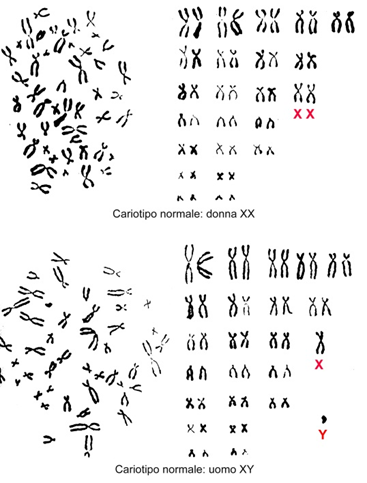 X X
Cariotipo normale: donna XX
X
Y
Cariotipo normale: uomo XY